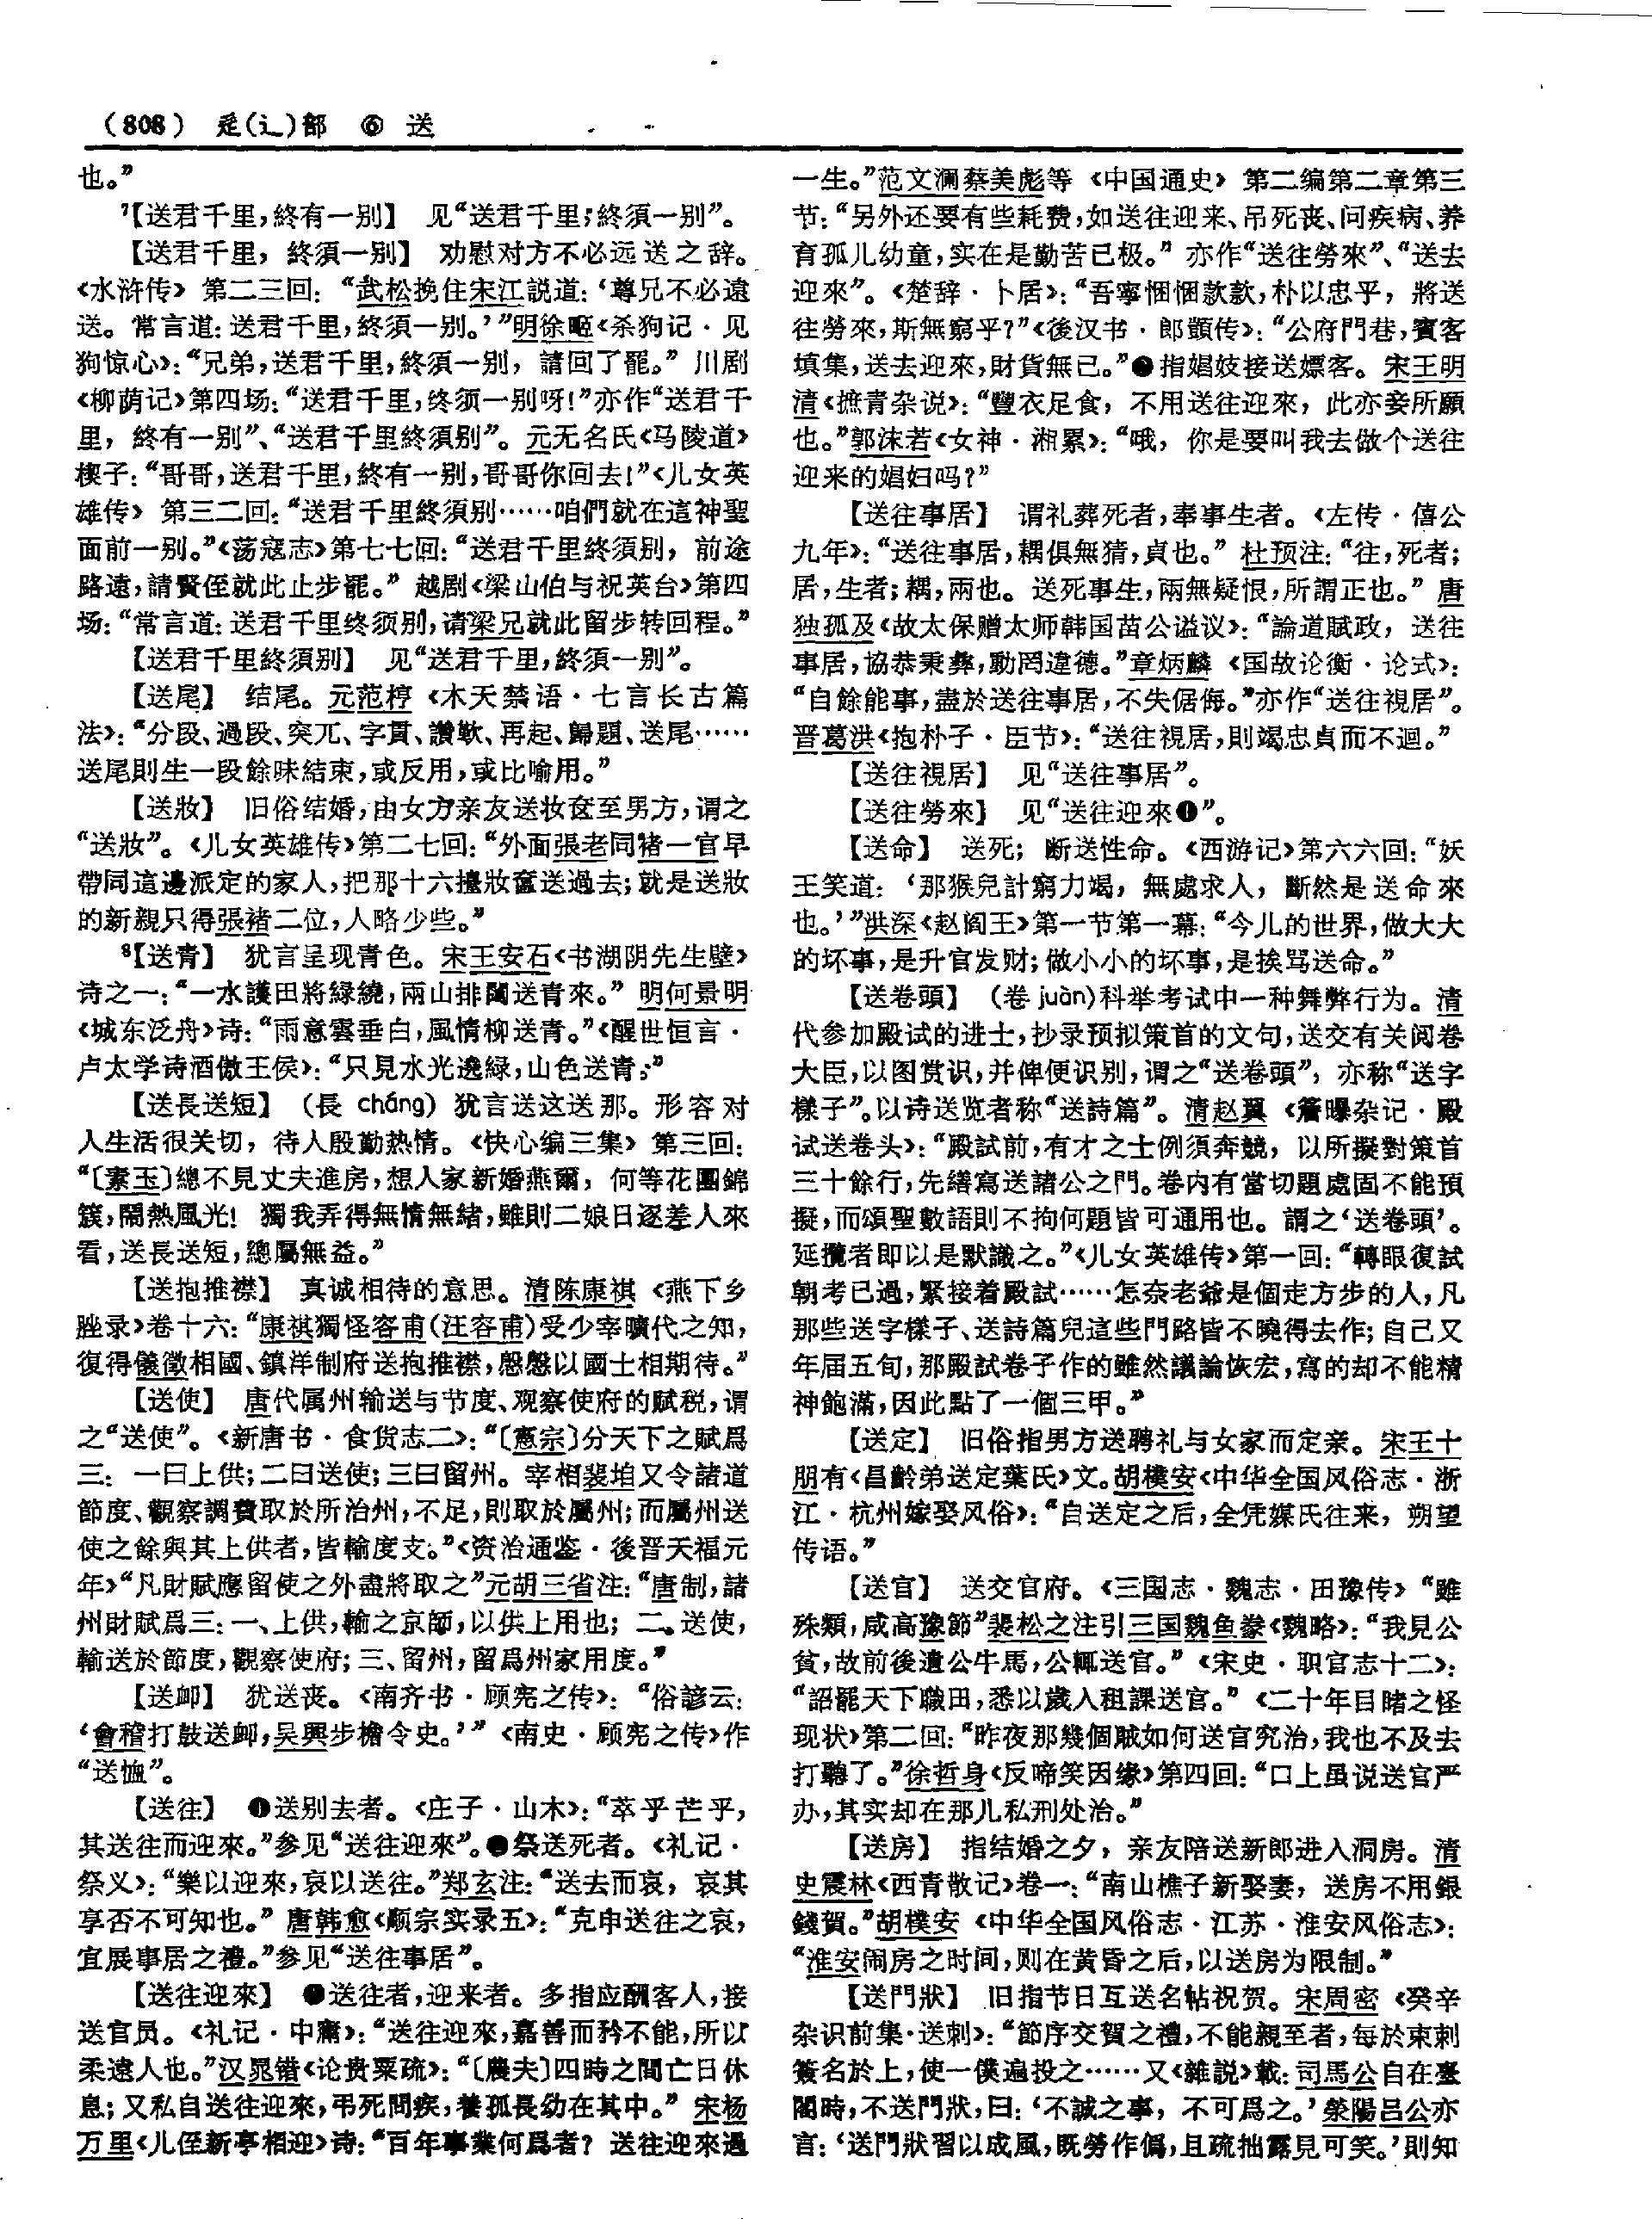 (808) 辵(辶)部 ⑥ 送
也。”
⁷【送君千里,終有一别】 见“送君千里,終須一别”。
【送君千里,終須一别】 劝慰对方不必远送之辞。
《水浒传》第二三回:“武松挽住宋江説道:‘尊兄不必遠
送。常言道:送君千里,終須一别。’”明徐𤱻《杀狗记·见
狗惊心》:“兄弟,送君千里,終須一别,請回了罷。”川剧
《柳荫记》第四场:“送君千里,终须一别呀!”亦作“送君千
里,終有一别”、“送君千里終須别”。元无名氏《马陵道》
楔子:“哥哥,送君千里,終有一别,哥哥你回去!”《儿女英
雄传》第三二回:“送君千里終須别……咱們就在這神聖
面前一别。”《荡寇志》第七七回:“送君千里終須别,前途
路遠,請賢侄就此止步罷。”越剧《梁山伯与祝英台》第四
场:“常言道:送君千里终须别,请梁兄就此留步转回程。”
【送君千里終須别】 见“送君千里,終須一别”。
【送尾】 结尾。元范梈《木天禁语·七言长古篇
法》:“分段、過段、突兀、字貫、讚歎、再起、歸題、送尾……
送尾則生一段餘味結束,或反用,或比喻用。”
【送妝】 旧俗结婚,由女方亲友送妆奁至男方,谓之
“送妝”。《儿女英雄传》第二七回:“外面張老同褚一官早
帶同這邊派定的家人,把那十六擡妝奩送過去;就是送妝
的新親只得張褚二位,人略少些。”
⁸【送青】 犹言呈现青色。宋王安石《书湖阴先生壁》
诗之一:“一水護田將緑繞,兩山排闥送青來。”明何景明
《城东泛舟》诗:“雨意雲垂白,風情柳送青。”《醒世恒言·
卢太学诗酒傲王侯》:“只見水光遶緑,山色送青;”
【送長送短】 (長 cháng) 犹言送这送那。形容对
人生活很关切,待人殷勤热情。《快心编三集》第三回:
“〔素玉〕總不見丈夫進房,想人家新婚燕爾,何等花團錦
簇,鬧熱風光!獨我弄得無情無緒,雖則二娘日逐差人來
看,送長送短,總屬無益。”
【送抱推襟】 真诚相待的意思。清陈康祺《燕下乡
脞录》卷十六:“康祺獨怪容甫(汪容甫)受少宰曠代之知,
復得儀徵相國、鎮洋制府送抱推襟,慇慇以國士相期待。”
【送使】 唐代属州输送与节度、观察使府的赋税,谓
之“送使”。《新唐书·食货志二》:“〔憲宗〕分天下之賦爲
三:一曰上供;二曰送使;三曰留州。宰相裴垍又令諸道
節度、觀察調費取於所治州,不足,則取於屬州;而屬州送
使之餘與其上供者,皆輸度支。”《资治通鉴·後晋天福元
年》“凡財賦應留使之外盡將取之”元胡三省注:“唐制,諸
州財賦爲三:一、上供,輸之京師,以供上用也;二、送使,
輸送於節度,觀察使府;三、留州,留爲州家用度。”
【送卹】 犹送丧。《南齐书·顾宪之传》:“俗諺云:
‘會稽打鼓送卹,吴興步檐令史。’”《南史·顾宪之传》作
“送恤”。
【送往】 ❶送别去者。《庄子·山木》:“萃乎芒乎,
其送往而迎來。”参见“送往迎來”。❷祭送死者。《礼记·
祭义》:“樂以迎來,哀以送往。”郑玄注:“送去而哀,哀其
享否不可知也。”唐韩愈《顺宗实录五》:“克申送往之哀,
宜展事居之禮。”参见“送往事居”。
【送往迎來】 ❶送往者,迎来者。多指应酬客人,接
送官员。《礼记·中庸》:“送往迎來,嘉善而矜不能,所以
柔遠人也。”汉晁错《论贵粟疏》:“〔農夫〕四時之間亡日休
息;又私自送往迎來,弔死問疾,養孤長幼在其中。”宋杨
万里《儿侄新亭相迎》诗:“百年事業何爲者?送往迎來過
一生。”范文澜蔡美彪等《中国通史》第二编第二章第三
节:“另外还要有些耗费,如送往迎来、吊死丧、问疾病、养
育孤儿幼童,实在是勤苦已极。”亦作“送往勞來”、“送去
迎來”。《楚辞·卜居》:“吾寧悃悃款款,朴以忠乎,將送
往勞來,斯無窮乎?”《後汉书·郎顗传》:“公府門巷,賓客
填集,送去迎來,財貨無已。”❷指娼妓接送嫖客。宋王明
清《摭青杂说》:“豐衣足食,不用送往迎來,此亦妾所願
也。”郭沫若《女神·湘累》:“哦,你是要叫我去做个送往
迎来的娼妇吗?”
【送往事居】 谓礼葬死者,奉事生者。《左传·僖公
九年》:“送往事居,耦俱無猜,貞也。”杜预注:“往,死者;
居,生者;耦,兩也。送死事生,兩無疑恨,所謂正也。”唐
独孤及《故太保赠太师韩国苗公谥议》:“論道賦政,送往
事居,協恭秉彝,動罔違德。”章炳麟《国故论衡·论式》:
“自餘能事,盡於送往事居,不失倨侮。”亦作“送往視居”。
晋葛洪《抱朴子·臣节》:“送往視居,則竭忠貞而不迴。”
【送往視居】 见“送往事居”。
【送往勞來】 见“送往迎來❶”。
【送命】 送死;断送性命。《西游记》第六六回:“妖
王笑道:‘那猴兒計窮力竭,無處求人,斷然是送命來
也。’”洪深《赵阎王》第一节第一幕:“今儿的世界,做大大
的坏事,是升官发财;做小小的坏事,是挨骂送命。”
【送卷頭】 (卷 juàn)科举考试中一种舞弊行为。清
代参加殿试的进士,抄录预拟策首的文句,送交有关阅卷
大臣,以图赏识,并俾便识别,谓之“送卷頭”,亦称“送字
樣子”。以诗送览者称“送詩篇”。清赵翼《簷曝杂记·殿
试送卷头》:“殿試前,有才之士例須奔競,以所擬對策首
三十餘行,先繕寫送諸公之門。卷内有當切題處固不能預
擬,而頌聖數語則不拘何題皆可通用也。謂之‘送卷頭’。
延攬者即以是默識之。”《儿女英雄传》第一回:“轉眼復試
朝考已過,緊接着殿試……怎奈老爺是個走方步的人,凡
那些送字樣子、送詩篇兒這些門路皆不曉得去作;自己又
年届五旬,那殿試卷子作的雖然議論恢宏,寫的却不能精
神飽滿,因此點了一個三甲。”
【送定】 旧俗指男方送聘礼与女家而定亲。宋王十
朋有《昌齡弟送定葉氏》文。胡樸安《中华全国风俗志·浙
江·杭州嫁娶风俗》:“自送定之后,全凭媒氏往来,朔望
传语。”
【送官】 送交官府。《三国志·魏志·田豫传》“雖
殊類,咸高豫節”裴松之注引三国魏鱼豢《魏略》:“我見公
貧,故前後遺公牛馬,公輒送官。”《宋史·职官志十二》:
“詔罷天下職田,悉以歲入租課送官。”《二十年目睹之怪
现状》第二回:“昨夜那幾個賊如何送官究治,我也不及去
打聽了。”徐哲身《反啼笑因缘》第四回:“口上虽说送官严
办,其实却在那儿私刑处治。”
【送房】 指结婚之夕,亲友陪送新郎进入洞房。清
史震林《西青散记》卷一:“南山樵子新娶妻,送房不用銀
錢賀。”胡樸安《中华全国风俗志·江苏·淮安风俗志》:
“淮安闹房之时间,则在黄昏之后,以送房为限制。”
【送門狀】 旧指节日互送名帖祝贺。宋周密《癸辛
杂识前集·送刺》:“節序交賀之禮,不能親至者,每於束刺
簽名於上,使一僕遍投之……又《雜説》載:司馬公自在臺
閣時,不送門狀,曰:‘不誠之事,不可爲之。’滎陽吕公亦
言:‘送門狀習以成風,既勞作僞,且疏拙露見可笑。’則知